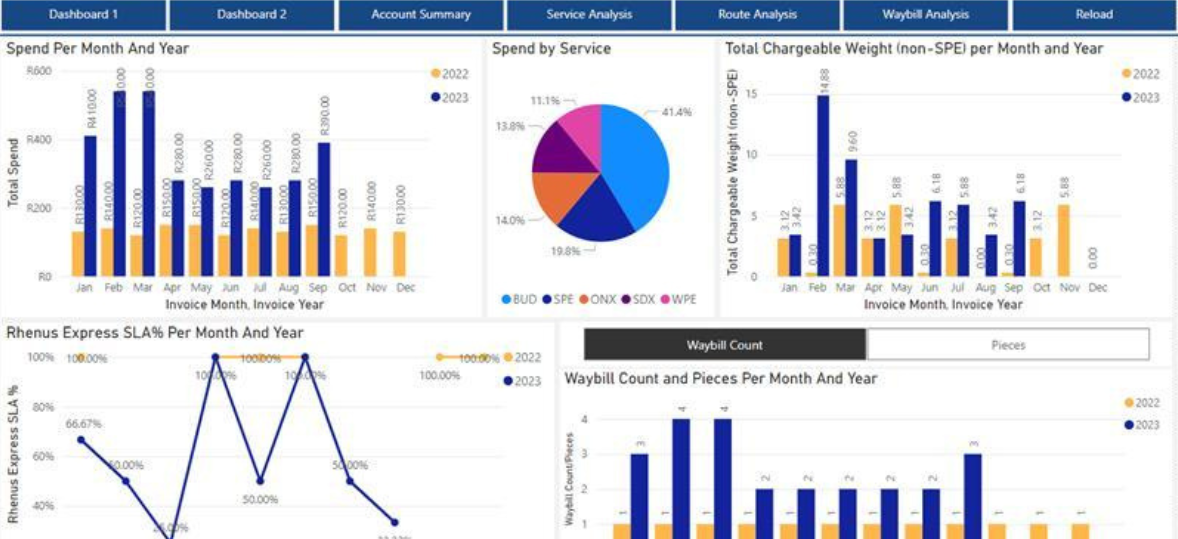 Dashboard 1
Dashboard 2
Account Summary
Service Analysis
Route Analysis
Waybill Analysis
Reload
Spend Per Month And Year
Total Spend
R600
R400
R200
R0
R130.00
R410.00
R140.00
R120.00
R150.00
R280.00
R150.00
R260.00
R120.00
R280.00
R140.00
R260.00
R130.00
R280.00
R150.00
R390.00
R120.00
R140.00
R130.00
Jan Feb Mar Apr May Jun Jul Aug Sep Oct Nov Dec
Invoice Month, Invoice Year
2022
2023
Spend by Service
11.1%
41.4%
13.8%
14.0%
19.8%
BUD SPE ONX SDX WPE
Total Chargeable Weight (non-SPE) per Month and Year
Total Chargeable Weight (non-SPE)
15
10
5
0
3.12
3.42
0.30
14.88
5.88
9.60
3.12
3.12
5.88
3.42
0.30
6.18
3.12
5.88
0.00
3.42
0.30
6.18
3.12
5.88
0.00
Jan Feb Mar Apr May Jun Jul Aug Sep Oct Nov Dec
Invoice Month, Invoice Year
2022
2023
Rhenus Express SLA% Per Month And Year
Rhenus Express SLA %
100%
80%
60%
40%
100.00%
100.00%
100.00%
66.67%
50.00%
25.00%
100.00%
50.00%
100.00%
50.00%
100.00%
2022
2023
Waybill Count
Pieces
Waybill Count and Pieces Per Month And Year
Waybill Count/Pieces
4
3
2
1
1
3
1
4
1
4
1
2
1
2
1
2
1
2
1
2
1
3
1
1
1
2022
2023